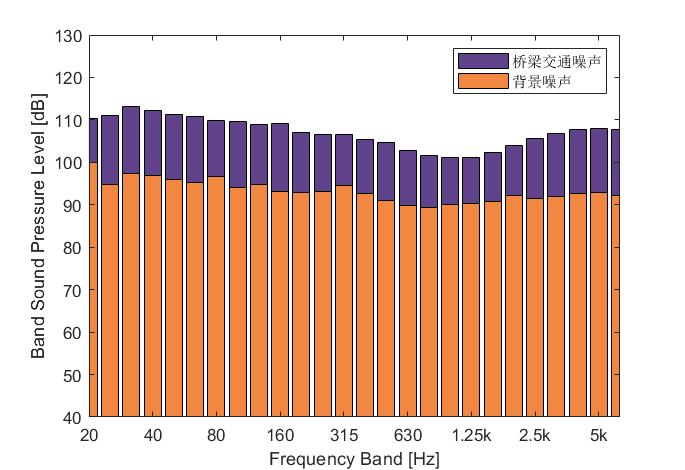 130
120
110
100
90
80
70
60
50
40
Band Sound Pressure Level [dB]
桥梁交通噪声
背景噪声
20 40 80 160 315 630 1.25k 2.5k 5k
Frequency Band [Hz]